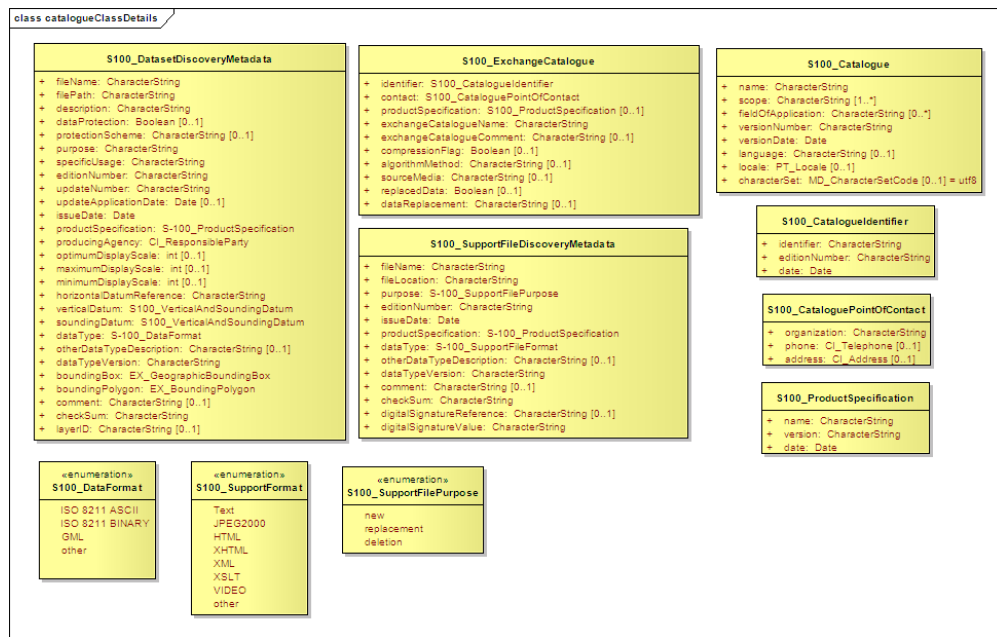 class catalogueClassDetails
S100_DatasetDiscoveryMetadata
+ fileName: CharacterString
+ filePath: CharacterString
+ description: CharacterString
+ dataProtection: Boolean [0..1]
+ protectionScheme: CharacterString [0..1]
+ purpose: CharacterString
+ specificUsage: CharacterString
+ editionNumber: CharacterString
+ updateNumber: CharacterString
+ updateApplicationDate: Date [0..1]
+ issueDate: Date
+ productSpecification: S-100_ProductSpecification
+ producingAgency: CI_ResponsibleParty
+ optimumDisplayScale: int [0..1]
+ maximumDisplayScale: int [0..1]
+ minimumDisplayScale: int [0..1]
+ horizontalDatumReference: CharacterString
+ verticalDatum: S100_VerticalAndSoundingDatum
+ soundingDatum: S100_VerticalAndSoundingDatum
+ dataType: S-100_DataFormat
+ otherDataTypeDescription: CharacterString [0..1]
+ dataTypeVersion: CharacterString
+ boundingBox: EX_GeographicBoundingBox
+ boundingPolygon: EX_BoundingPolygon
+ comment: CharacterString [0..1]
+ checkSum: CharacterString
+ layerID: CharacterString [0..1]
S100_ExchangeCatalogue
+ identifier: S100_CatalogueIdentifier
+ contact: S100_CataloguePointOfContact
+ productSpecification: S100_ProductSpecification [0..1]
+ exchangeCatalogueName: CharacterString
+ exchangeCatalogueComment: CharacterString [0..1]
+ compressionFlag: Boolean [0..1]
+ algorithmMethod: CharacterString [0..1]
+ sourceMedia: CharacterString [0..1]
+ replacedData: Boolean [0..1]
+ dataReplacement: CharacterString [0..1]
S100_SupportFileDiscoveryMetadata
+ fileName: CharacterString
+ fileLocation: CharacterString
+ purpose: S-100_SupportFilePurpose
+ editionNumber: CharacterString
+ issueDate: Date
+ productSpecification: S-100_ProductSpecification
+ dataType: S-100_SupportFileFormat
+ otherDataTypeDescription: CharacterString [0..1]
+ dataTypeVersion: CharacterString
+ comment: CharacterString [0..1]
+ checkSum: CharacterString
+ digitalSignatureReference: CharacterString [0..1]
+ digitalSignatureValue: CharacterString
S100_Catalogue
+ name: CharacterString
+ scope: CharacterString [1..*]
+ fieldOfApplication: CharacterString [0..*]
+ versionNumber: CharacterString
+ versionDate: Date
+ language: CharacterString [0..1]
+ locale: PT_Locale [0..1]
+ characterSet: MD_CharacterSetCode [0..1] = utf8
S100_CatalogueIdentifier
+ identifier: CharacterString
+ editionNumber: CharacterString
+ date: Date
S100_CataloguePointOfContact
+ organization: CharacterString
+ phone: CI_Telephone [0..1]
+ address: CI_Address [0..1]
S100_ProductSpecification
+ name: CharacterString
+ version: CharacterString
+ date: Date
«enumeration»
S100_DataFormat
ISO 8211 ASCII
ISO 8211 BINARY
GML
other
«enumeration»
S100_SupportFormat
Text
JPEG2000
HTML
XHTML
XML
XSLT
VIDEO
other
«enumeration»
S100_SupportFilePurpose
new
replacement
deletion